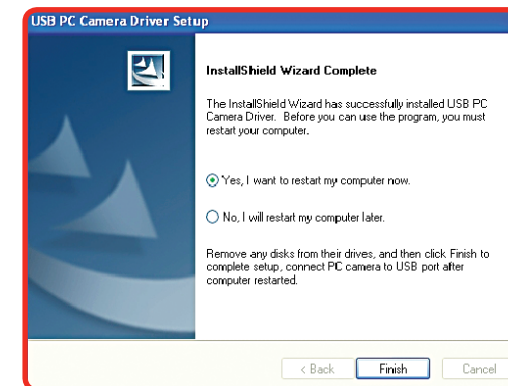 USB PC Camera Driver Setup
InstallShield Wizard Complete
The InstallShield Wizard has successfully installed USB PC
Camera Driver. Before you can use the program, you must
restart your computer.
Yes, I want to restart my computer now.
No, I will restart my computer later.
Remove any disks from their drives, and then click Finish to
complete setup, connect PC camera to USB port after
computer restarted.
< Back Finish Cancel